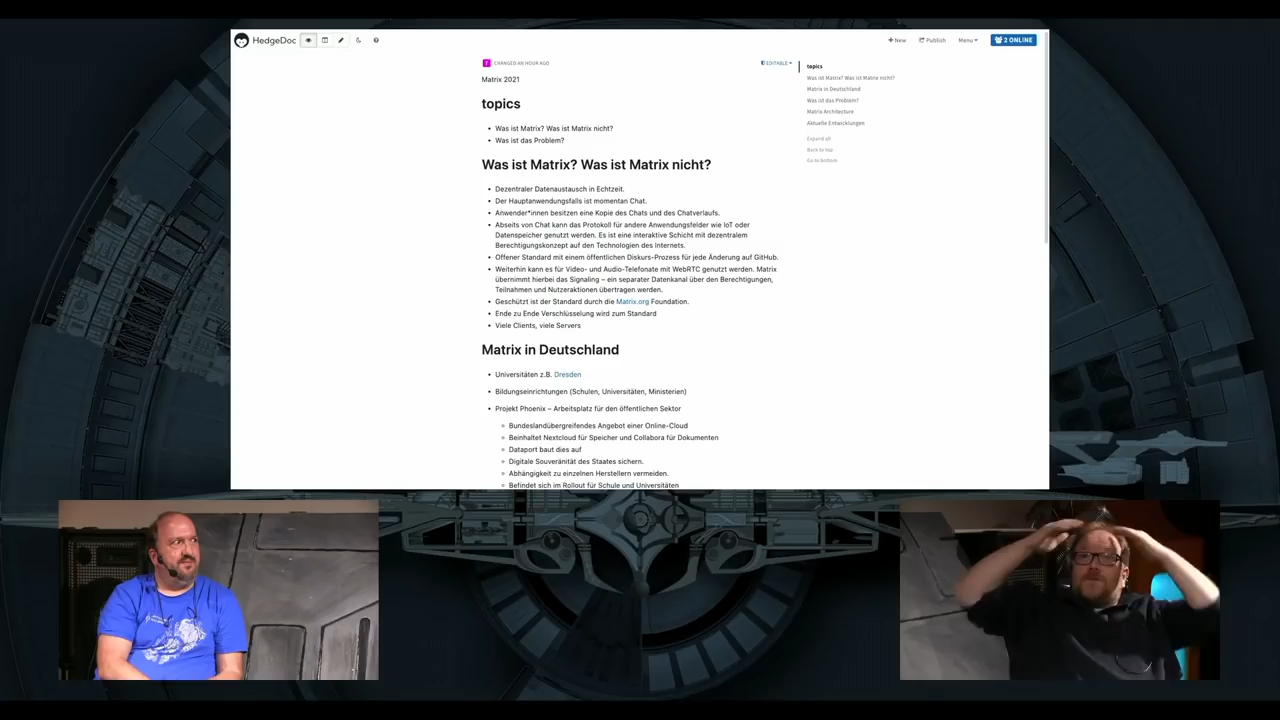 HedgeDoc
New
Publish
Menu
2 ONLINE
CHANGED AN HOUR AGO
EDITABLE
Matrix 2021
topics
Was ist Matrix? Was ist Matrix nicht?
Was ist das Problem?
Was ist Matrix? Was ist Matrix nicht?
Dezentraler Datenaustausch in Echtzeit.
Der Hauptanwendungsfalls ist momentan Chat.
Anwender*innen besitzen eine Kopie des Chats und des Chatverlaufs.
Abseits von Chat kann das Protokoll für andere Anwendungsfelder wie IoT oder
Datenspeicher genutzt werden. Es ist eine interaktive Schicht mit dezentralem
Berechtigungskonzept auf den Technologien des Internets.
Offener Standard mit einem öffentlichen Diskurs-Prozess für jede Änderung auf GitHub.
Weiterhin kann es für Video- und Audio-Telefonate mit WebRTC genutzt werden. Matrix
übernimmt hierbei das Signaling – ein separater Datenkanal über den Berechtigungen,
Teilnahmen und Nutzeraktionen übertragen werden.
Geschützt ist der Standard durch die Matrix.org Foundation.
Ende zu Ende Verschlüsselung wird zum Standard
Viele Clients, viele Servers
Matrix in Deutschland
Universitäten z.B. Dresden
Bildungseinrichtungen (Schulen, Universitäten, Ministerien)
Projekt Phoenix – Arbeitsplatz für den öffentlichen Sektor
Bundeslandübergreifendes Angebot einer Online-Cloud
Beinhaltet Nextcloud für Speicher und Collabora für Dokumenten
Dataport baut dies auf
Digitale Souveränität des Staates sichern.
Abhängigkeit zu einzelnen Herstellern vermeiden.
Befindet sich im Rollout für Schule und Universitäten
topics
Was ist Matrix? Was ist Matrix nicht?
Matrix in Deutschland
Was ist das Problem?
Matrix Architecture
Aktuelle Entwicklungen
Expand all
Back to top
Go to bottom